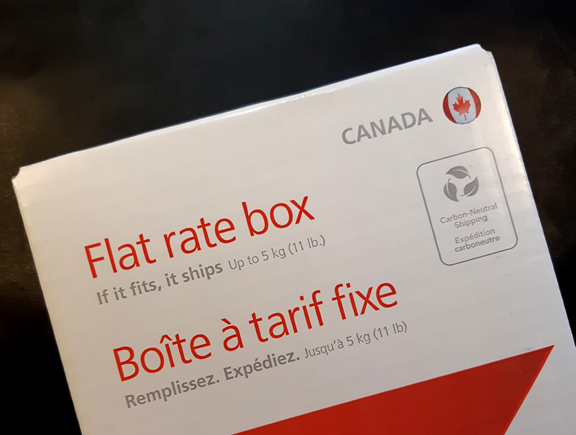 CANADA
Carbon-Neutral
Shipping
Expédition
carboneutre
Flat rate box
If it fits, it ships Up to 5 kg (11 lb.)
Boîte à tarif fixe
Remplissez. Expédiez. Jusqu'à 5 kg (11 lb)